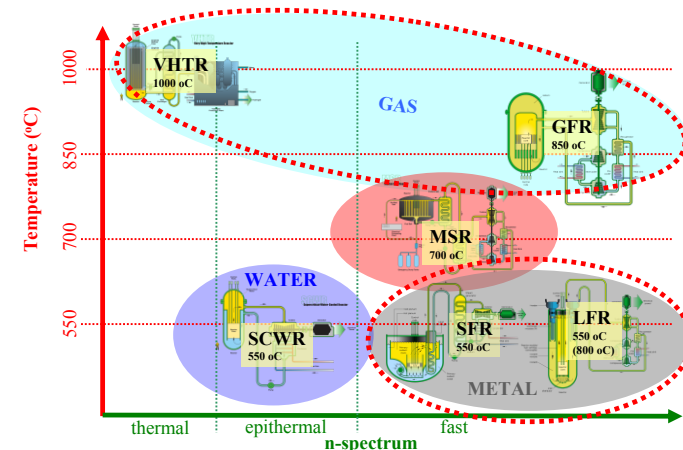 1000
850
700
550
Temperature (ºC)
VHTR
1000 oC
GAS
GFR
850 oC
MSR
700 oC
WATER
SCWR
550 oC
SFR
550 oC
LFR
550 oC
(800 oC)
METAL
thermal
epithermal
fast
n-spectrum